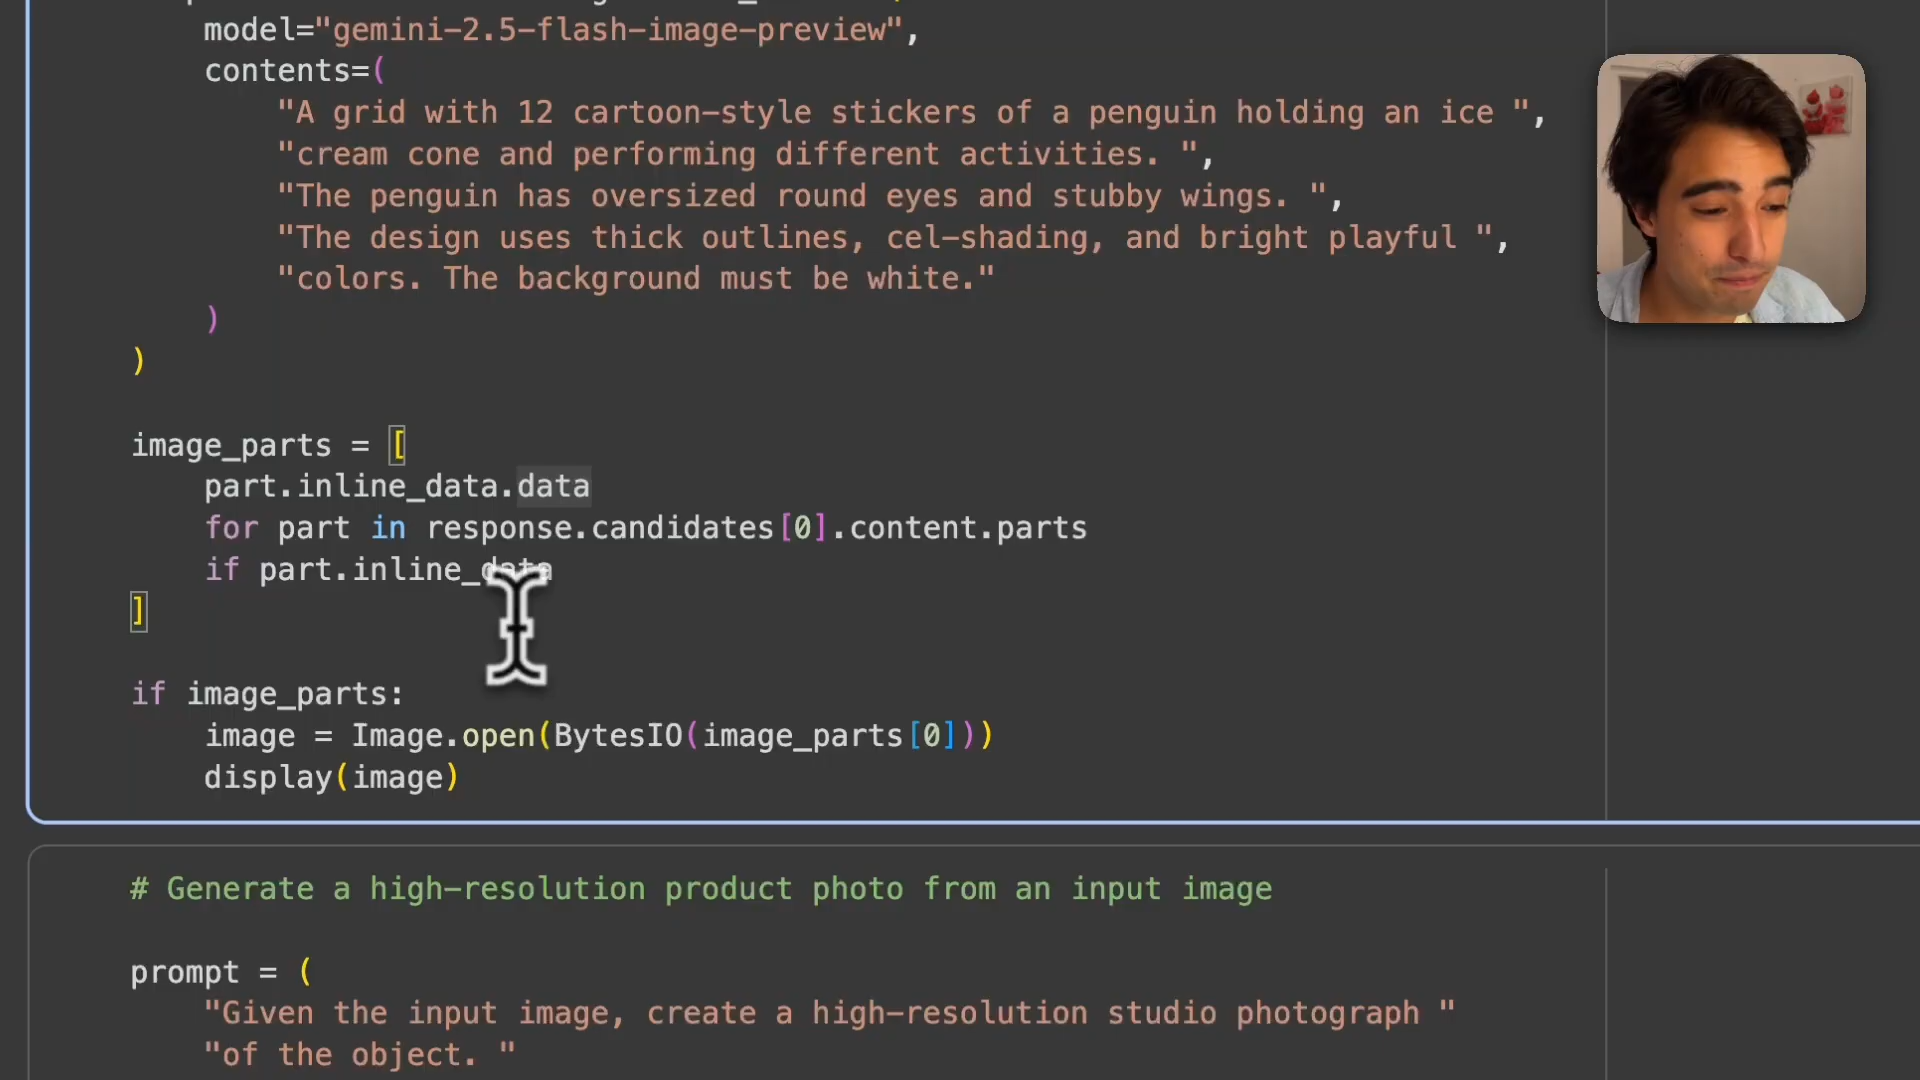 model="gemini-2.5-flash-image-preview",
contents=(
"A grid with 12 cartoon-style stickers of a penguin holding an ice ",
"cream cone and performing different activities. ",
"The penguin has oversized round eyes and stubby wings. ",
"The design uses thick outlines, cel-shading, and bright playful ",
"colors. The background must be white."
)
)
image_parts = [
part.inline_data.data
for part in response.candidates[0].content.parts
if part.inline_data
]
if image_parts:
image = Image.open(BytesIO(image_parts[0]))
display(image)
# Generate a high-resolution product photo from an input image
prompt = (
"Given the input image, create a high-resolution studio photograph "
"of the object. "